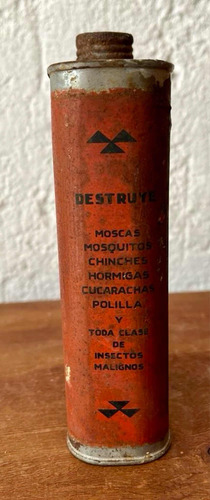 DESTRUYE
MOSCAS
MOSQUITOS
CHINCHES
HORMIGAS
CUCARACHAS
POLILLA.
Y
TODA CLASE
DE
INSECTOS
MALIGNOS